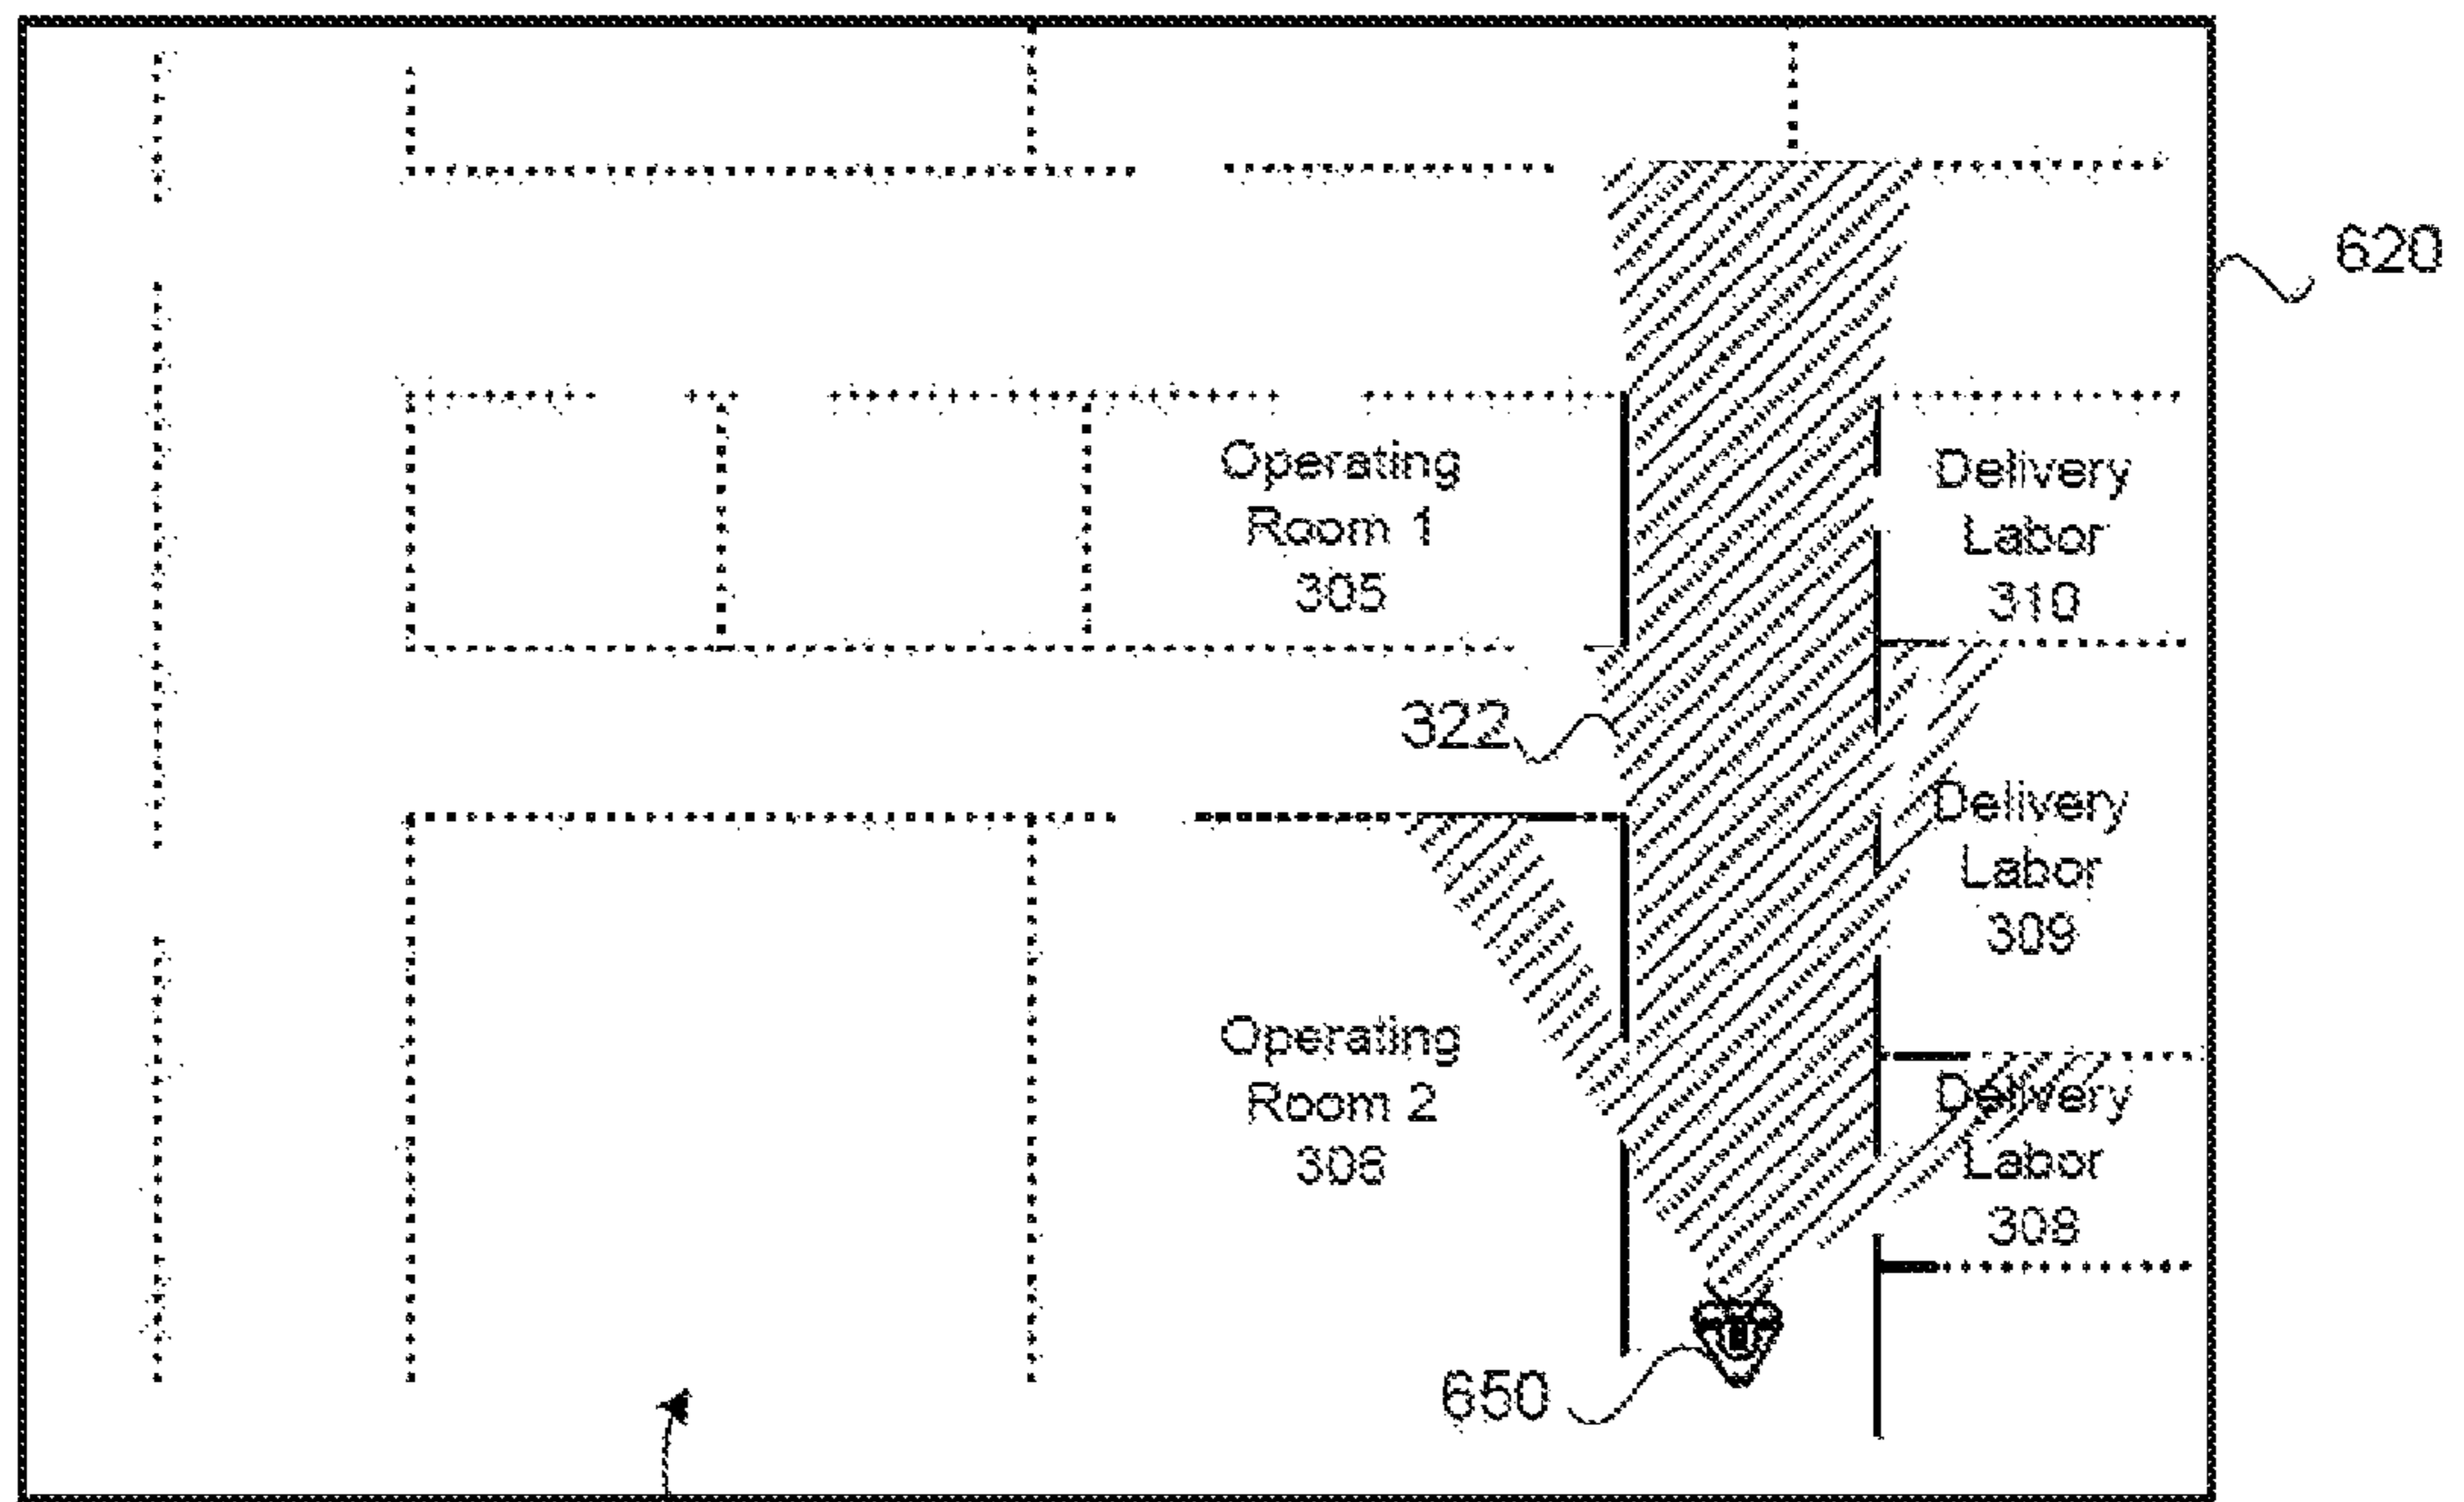 620
Operating
Room 1
305
Delivery
Labor
310
322
Delivery
Labor
309
Operating
Room 2
306
Delivery
Labor
308
650